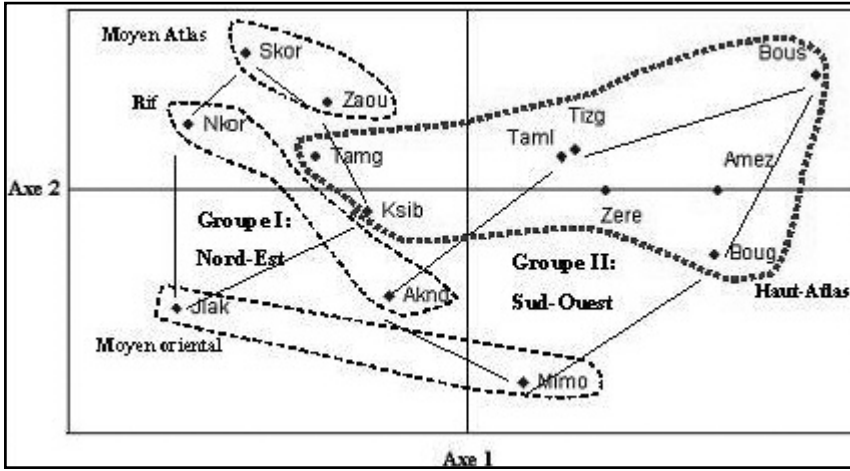 Moyen Atlas
Skor
Bous
Rif
Zaou
Nkor
Tizg
Taml
Tamg
Amez
Axe 2
Ksib
Zere
Groupe I:
Nord-Est
Groupe II:
Sud-Ouest
Boug
Aknd
Haut-Atlas
Jlak
Moyen oriental
Mimo
Axe 1